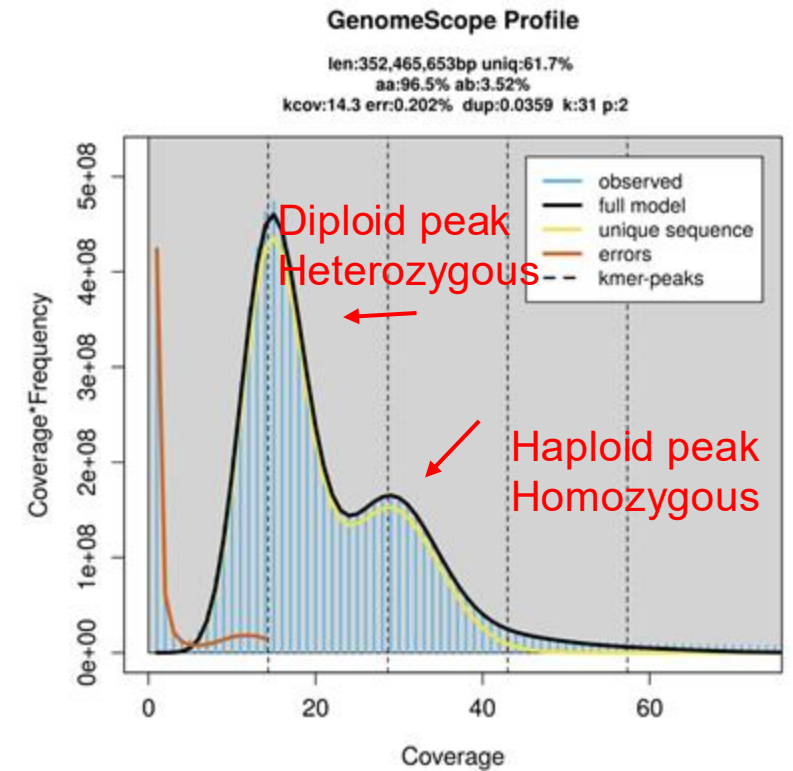 GenomeScope Profile
len:352,465,653bp uniq:61.7%
aa:96.5% ab:3.52%
kcov:14.3 err:0.202% dup:0.0359 k:31 p:2
observed
full model
unique sequence
errors
kmer-peaks
Diploid peak
Heterozygous
Haploid peak
Homozygous
Coverage*Frequency
5e+08
4e+08
3e+08
2e+08
1e+08
0e+00
0 20 40 60
Coverage